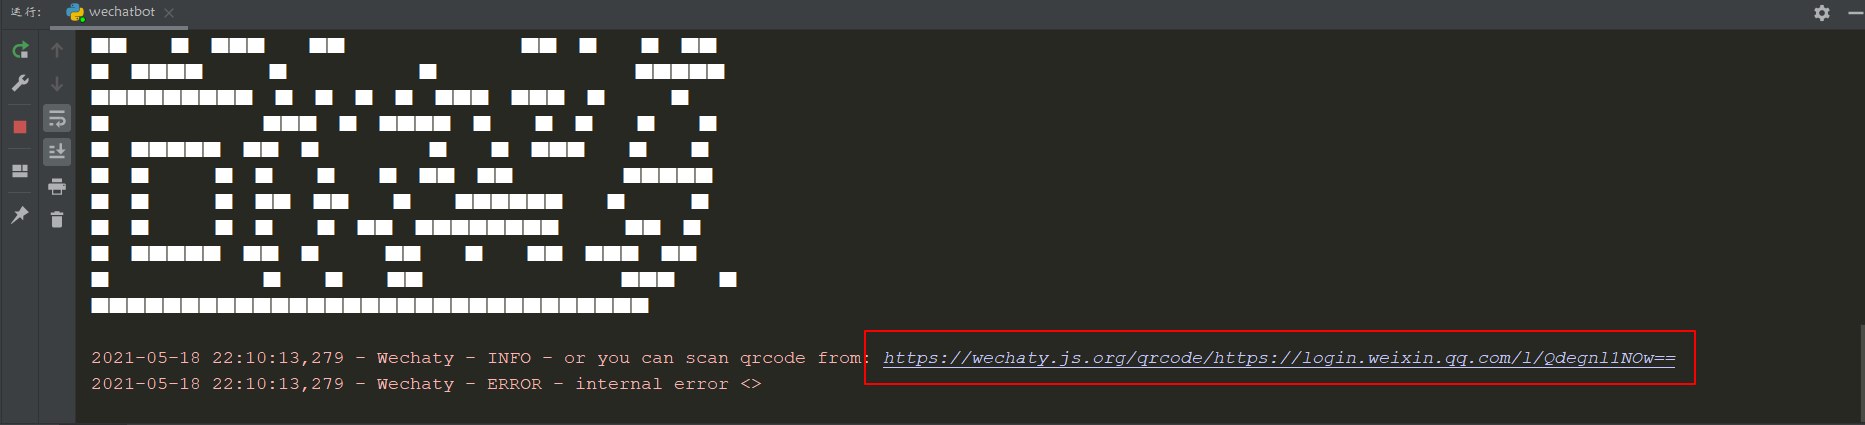 运行:
wechatbot
2021-05-18 22:10:13,279 - Wechaty - INFO - or you can scan qrcode from: https://wechaty.js.org/qrcode/https://login.weixin.qq.com/l/Qdegnl1NOw==
2021-05-18 22:10:13,279 - Wechaty - ERROR - internal error <>